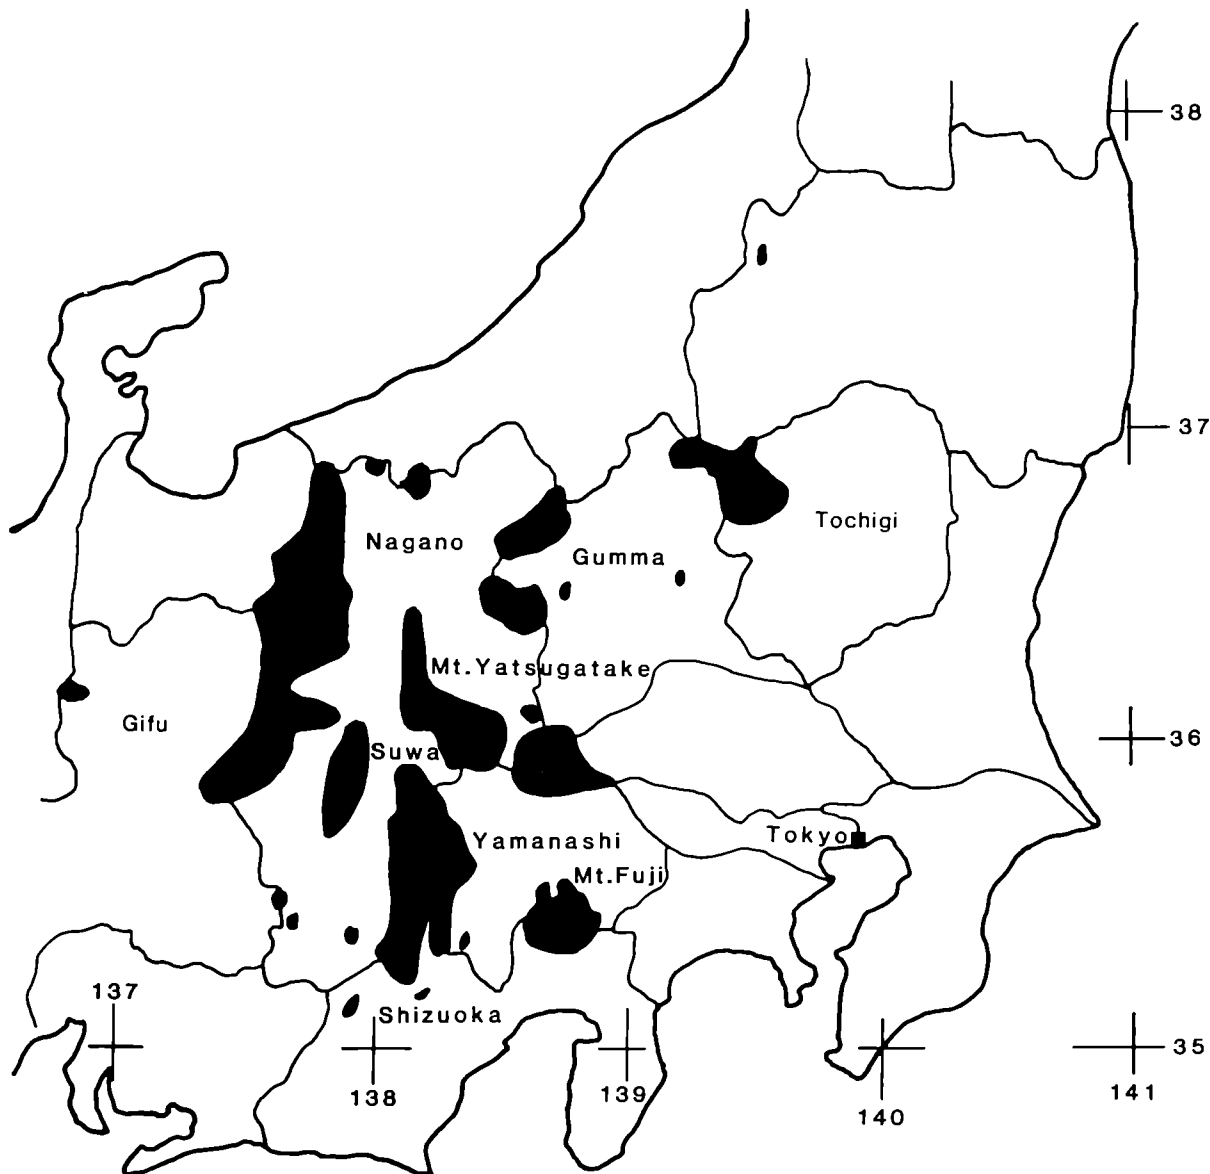 38
37
Tochigi
Nagano
Gumma
Mt.Yatsugatake
Gifu
36
Suwa
Tokyo
Yamanashi
Mt.Fuji
137
Shizuoka
35
138
139
141
140